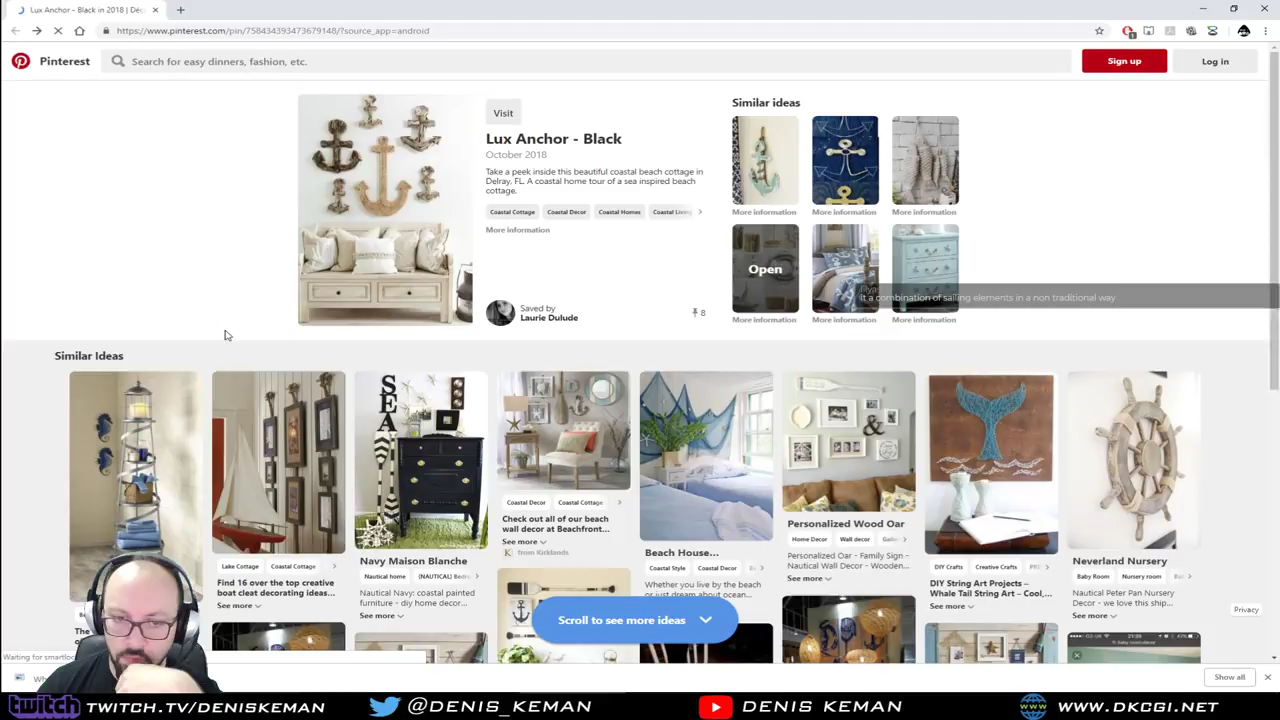 Lux Anchor - Black in 2018 | Déc
https://www.pinterest.com/pin/758434393473679148/?source_app=android
Pinterest
Search for easy dinners, fashion, etc.
Sign up
Log in
Visit
Lux Anchor - Black
October 2018
Take a peek inside this beautiful coastal beach cottage in
Delray, FL. A coastal home tour of a sea inspired beach
cottage.
Coastal Cottage
Coastal Decor
Coastal Homes
Coastal Living
More information
Saved by
Laurie Dulude
8
Similar ideas
More information
More information
More information
Open
Ilya
It a combination of sailing elements in a non traditional way
More information
More information
More information
Similar Ideas
SEA
Lake Cottage
Coastal Cottage
Find 16 over the top creative
boat cleat decorating ideas...
See more
Navy Maison Blanche
Nautical home
Nautical Navy: coastal painted
furniture - diy home decor...
See more
Coastal Decor
Coastal Cottage
Check out all of our beach
wall decor at Beachfront...
See more
from Kirklands
Beach House...
Coastal Style
Coastal Decor
Whether you live by the beach
or just dream about ocean...
&
Personalized Wood Oar
Home Decor
Wall decor
Personalized Oar - Family Sign -
Nautical Wall Decor - Wooden...
See more
DIY Crafts
Creative Crafts
DIY String Art Projects –
Whale Tail String Art – Cool,...
See more
Neverland Nursery
Baby Room
Nursery room
Nautical Peter Pan Nursery
Decor - we love this ship...
See more
Scroll to see more ideas
Privacy
Waiting for smartlock
Show all
twitch TWITCH.TV/DENISKEMAN
@DENIS_KEMAN
DENIS KEMAN
WWW.DKCGI.NET